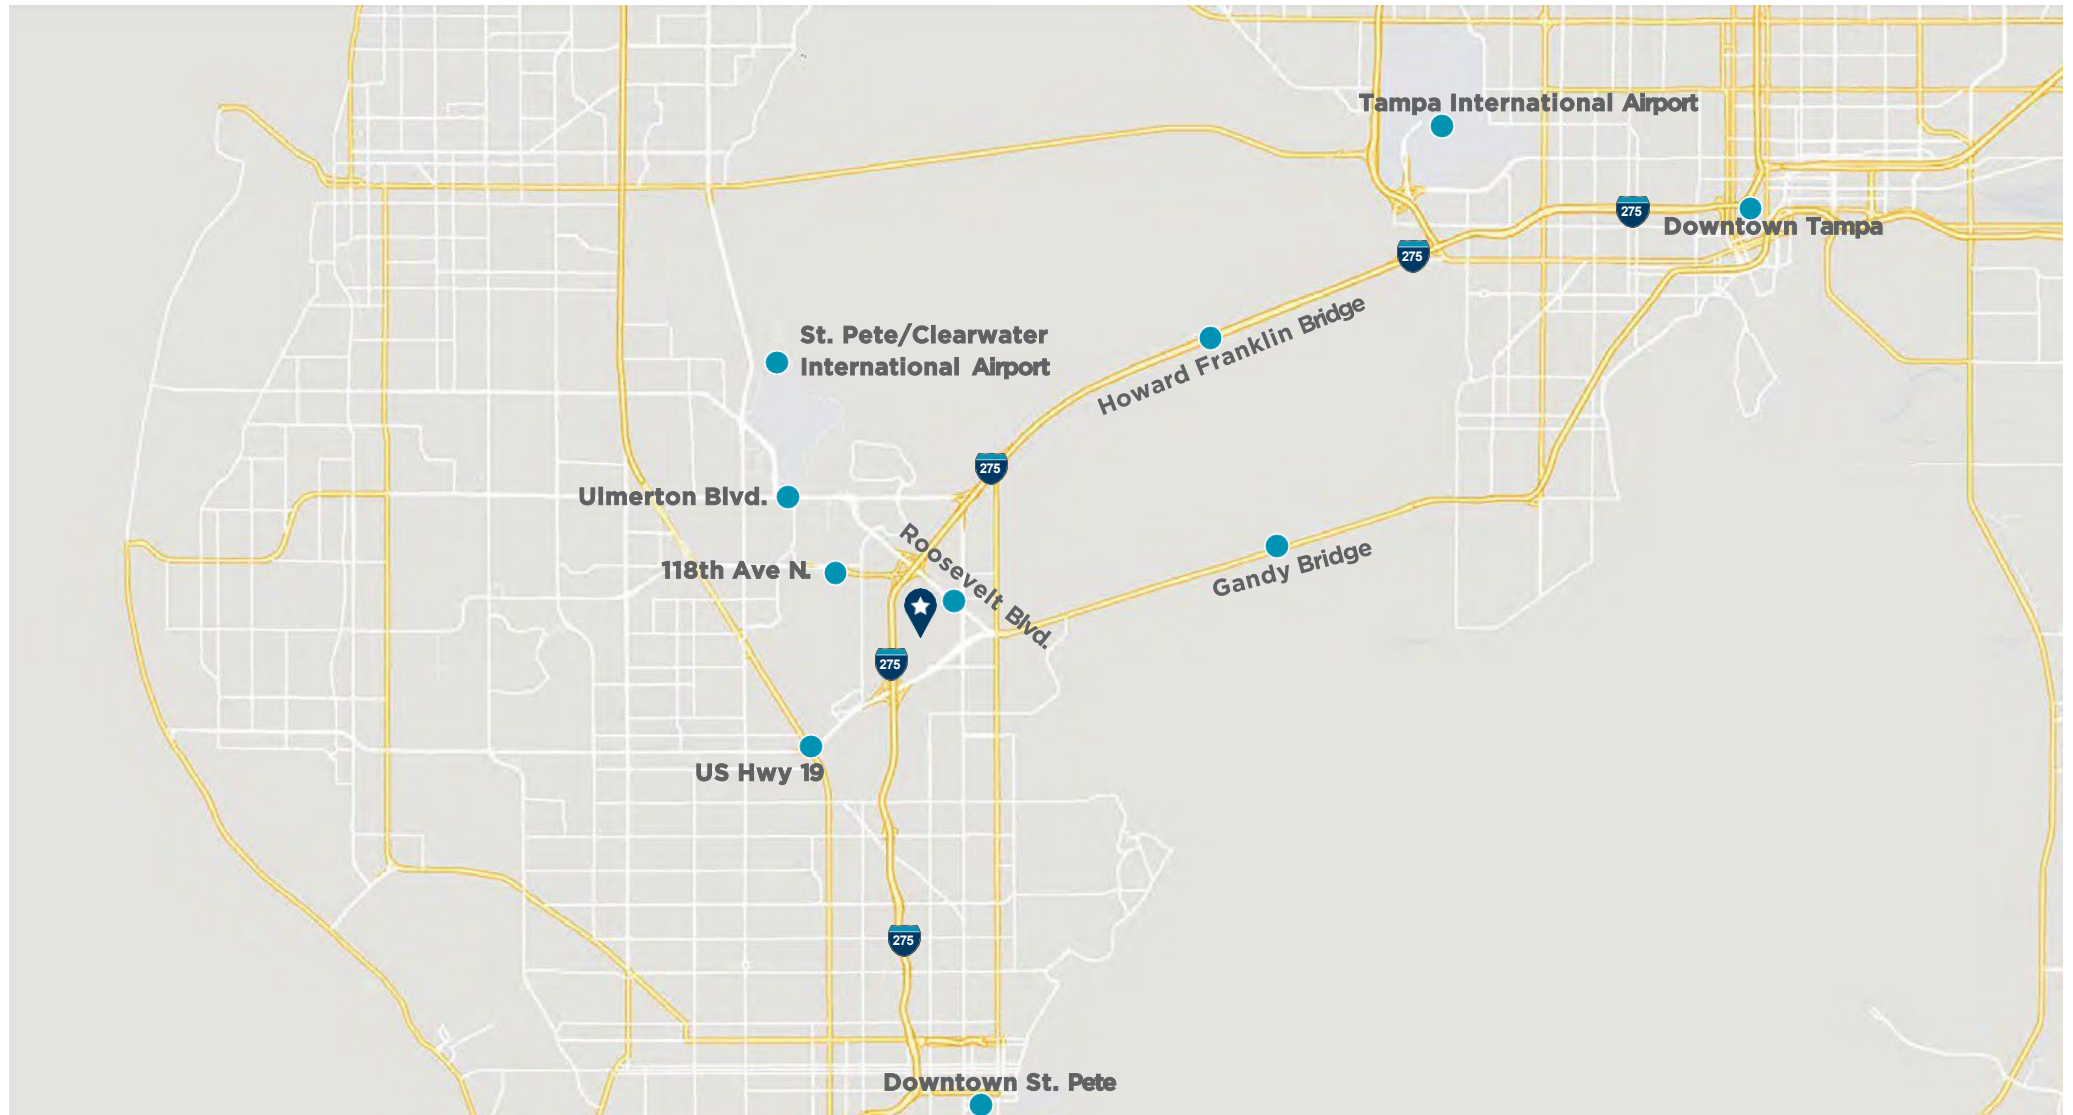 Tampa International Airport
275
Downtown Tampa
275
Howard Franklin Bridge
St. Pete/Clearwater
International Airport
275
Ulmerton Blvd.
Roosevelt Blvd.
118th Ave N.
Gandy Bridge
275
US Hwy 19
275
Downtown St. Pete